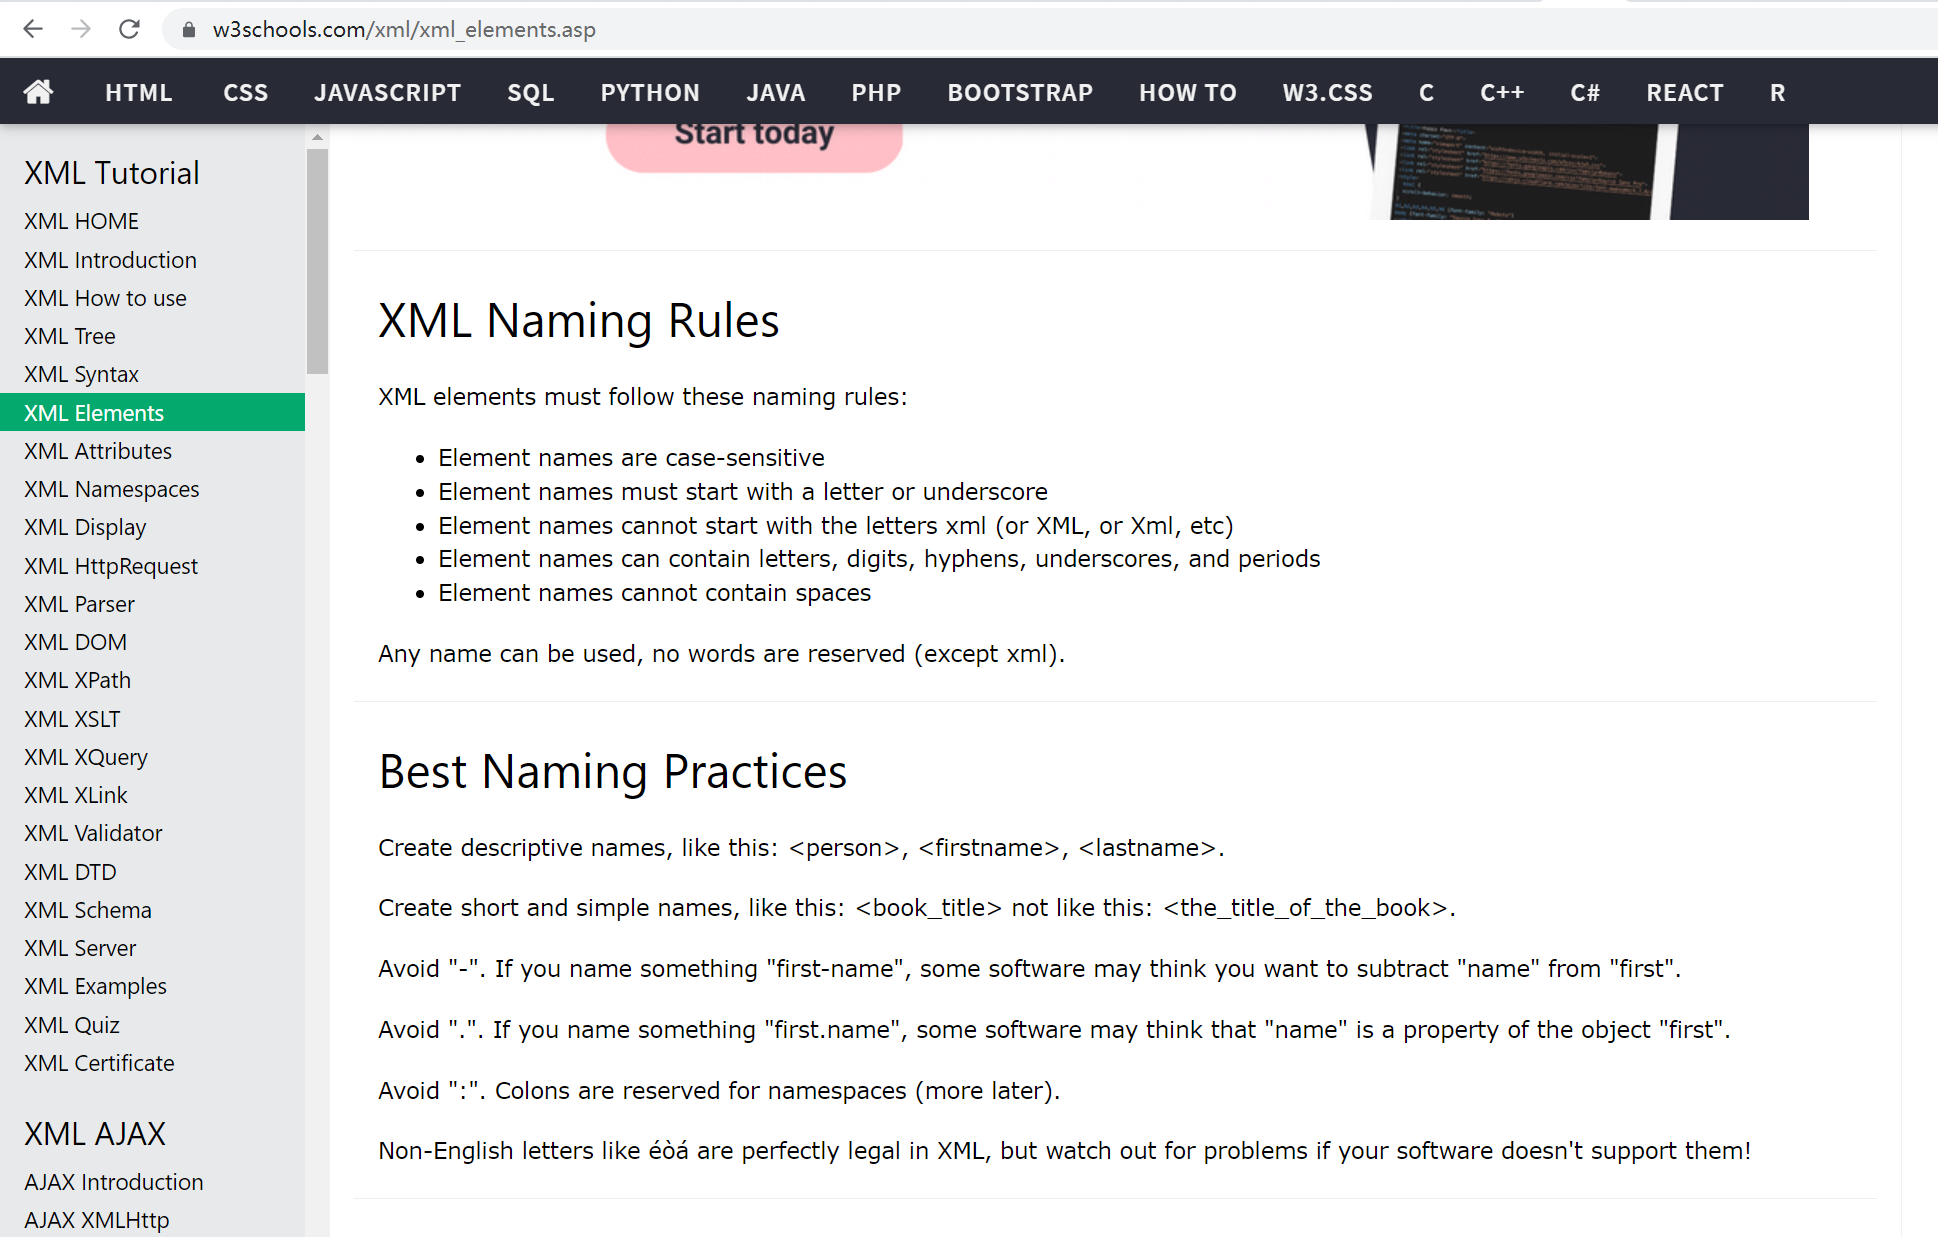 w3schools.com/xml/xml_elements.asp
HTML CSS JAVASCRIPT SQL PYTHON JAVA PHP BOOTSTRAP HOW TO W3.CSS C C++ C# REACT R
Start today
XML Tutorial
XML HOME
XML Introduction
XML How to use
XML Tree
XML Syntax
XML Elements
XML Attributes
XML Namespaces
XML Display
XML HttpRequest
XML Parser
XML DOM
XML XPath
XML XSLT
XML XQuery
XML XLink
XML Validator
XML DTD
XML Schema
XML Server
XML Examples
XML Quiz
XML Certificate
XML AJAX
AJAX Introduction
AJAX XMLHttp
XML Naming Rules
XML elements must follow these naming rules:
• Element names are case-sensitive
• Element names must start with a letter or underscore
• Element names cannot start with the letters xml (or XML, or Xml, etc)
• Element names can contain letters, digits, hyphens, underscores, and periods
• Element names cannot contain spaces
Any name can be used, no words are reserved (except xml).
Best Naming Practices
Create descriptive names, like this: <person>, <firstname>, <lastname>.
Create short and simple names, like this: <book_title> not like this: <the_title_of_the_book>.
Avoid "-". If you name something "first-name", some software may think you want to subtract "name" from "first".
Avoid ".". If you name something "first.name", some software may think that "name" is a property of the object "first".
Avoid ":". Colons are reserved for namespaces (more later).
Non-English letters like éòá are perfectly legal in XML, but watch out for problems if your software doesn't support them!